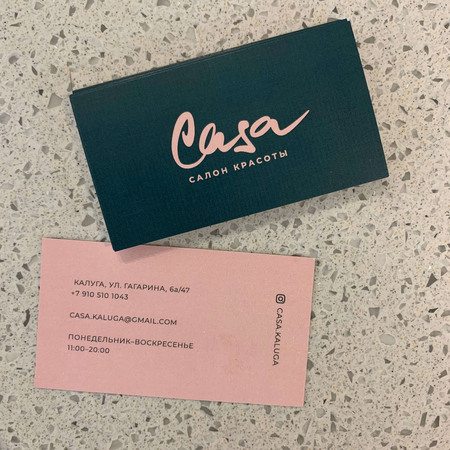 Casa
САЛОН КРАСОТЫ
КАЛУГА, УЛ. ГАГАРИНА, 6а/47
+7 910 510 1043
CASA.KALUGA@GMAIL.COM
ПОНЕДЕЛЬНИК–ВОСКРЕСЕНЬЕ
11:00–20:00
CASA.KALUGA